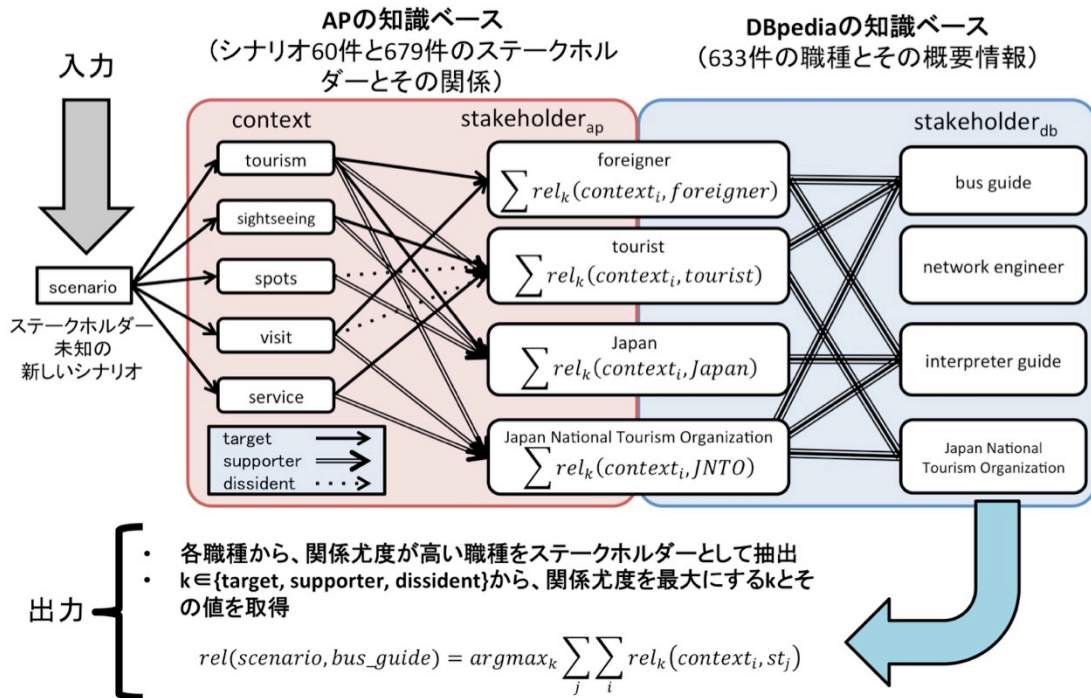 APの知識ベース
(シナリオ60件と679件のステークホル
ダーとその関係)
DBpediaの知識ベース
(633件の職種とその概要情報)
入力
context
stakeholder_ap
stakeholder_db
tourism
sightseeing
spots
visit
service
scenario
ステークホルダー
未知の
新しいシナリオ
target
supporter
dissident
foreigner
∑ rel_k(context_i, foreigner)
tourist
∑ rel_k(context_i, tourist)
Japan
∑ rel_k(context_i, Japan)
Japan National Tourism Organization
∑ rel_k(context_i, JNTO)
bus guide
network engineer
interpreter guide
Japan National
Tourism Organization
出力
• 各職種から、関係尤度が高い職種をステークホルダーとして抽出
• k∈{target, supporter, dissident}から、関係尤度を最大にするkとそ
の値を取得
rel(scenario, bus_guide) = argmax_k ∑_j ∑_i rel_k(context_i, st_j)